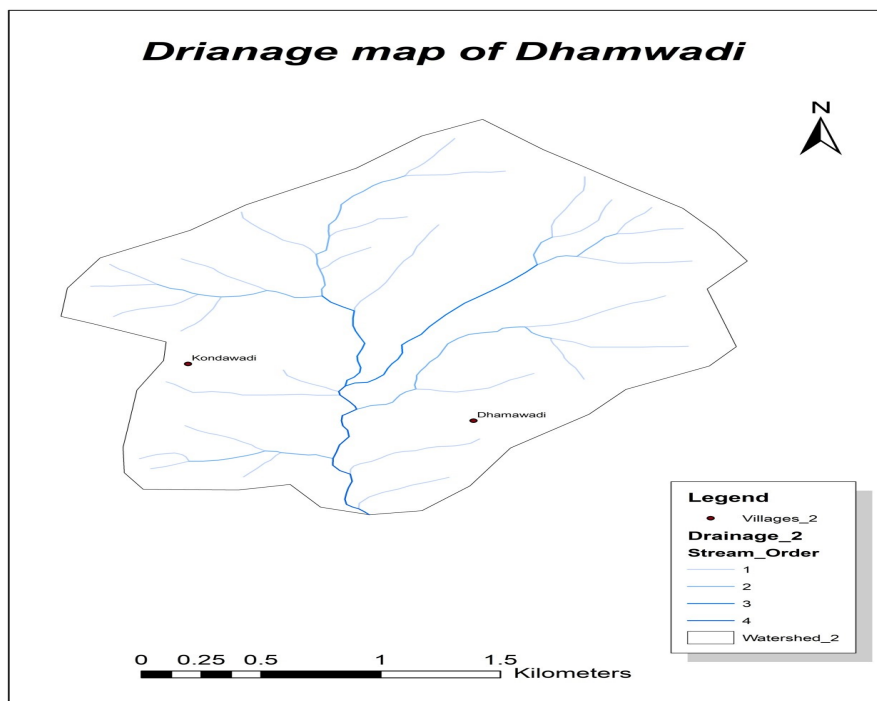 Drianage map of Dhamwadi
N
Kondawadi
Dhamawadi
Legend
Villages_2
Drainage_2
Stream_Order
1
2
3
4
Watershed_2
0 0.25 0.5 1 1.5
Kilometers